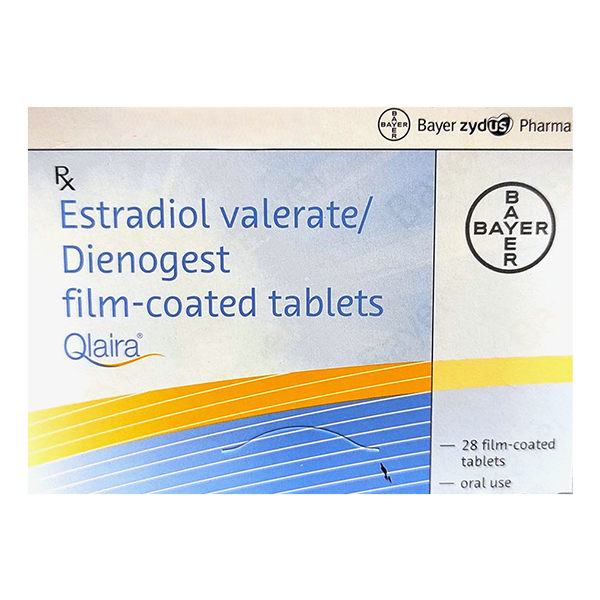 BAYER
BAYER
Bayer zydus Pharma
Rx
Estradiol valerate/
Dienogest
film-coated tablets
Qlaira®
BAYER
BAYER
— 28 film-coated
tablets
— oral use